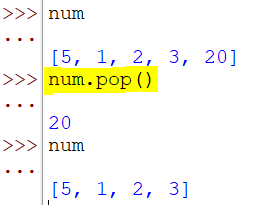 >>> num
...
[5, 1, 2, 3, 20]
>>> num.pop()
...
20
>>> num
...
[5, 1, 2, 3]